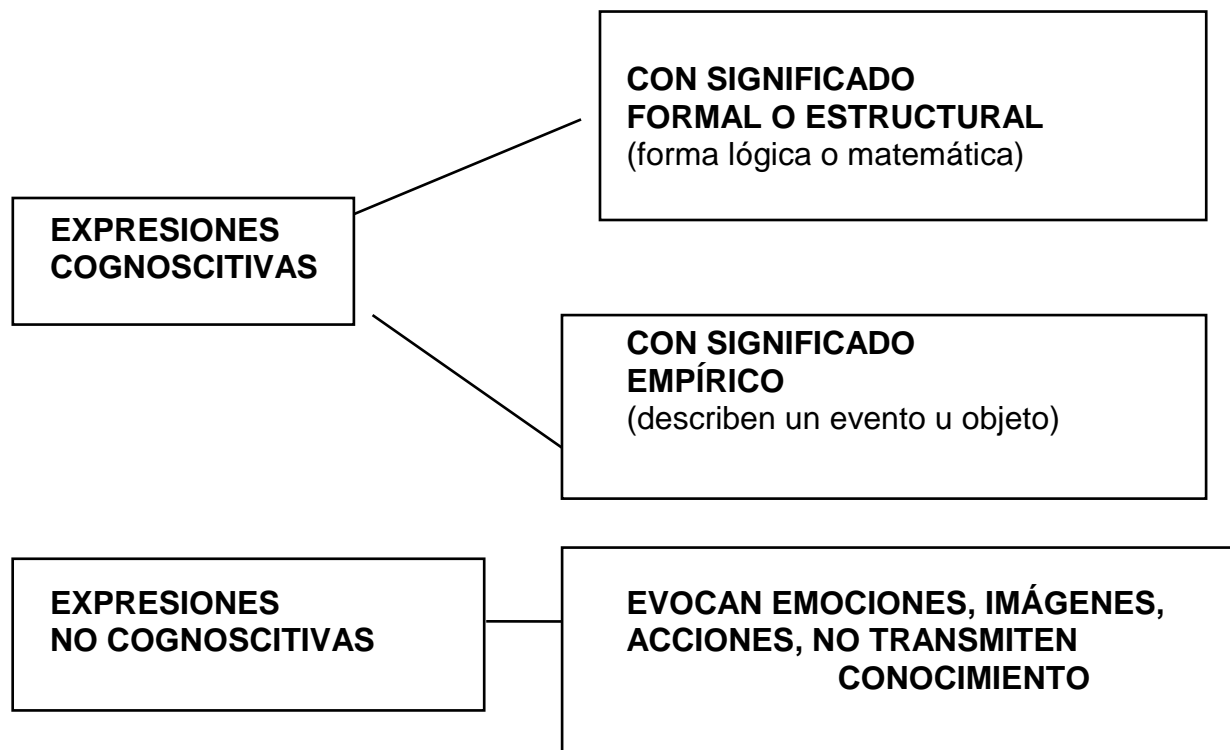 CON SIGNIFICADO
FORMAL O ESTRUCTURAL
(forma lógica o matemática)
EXPRESIONES
COGNOSCITIVAS
CON SIGNIFICADO
EMPÍRICO
(describen un evento u objeto)
EXPRESIONES
NO COGNOSCITIVAS
EVOCAN EMOCIONES, IMÁGENES,
ACCIONES, NO TRANSMITEN
CONOCIMIENTO